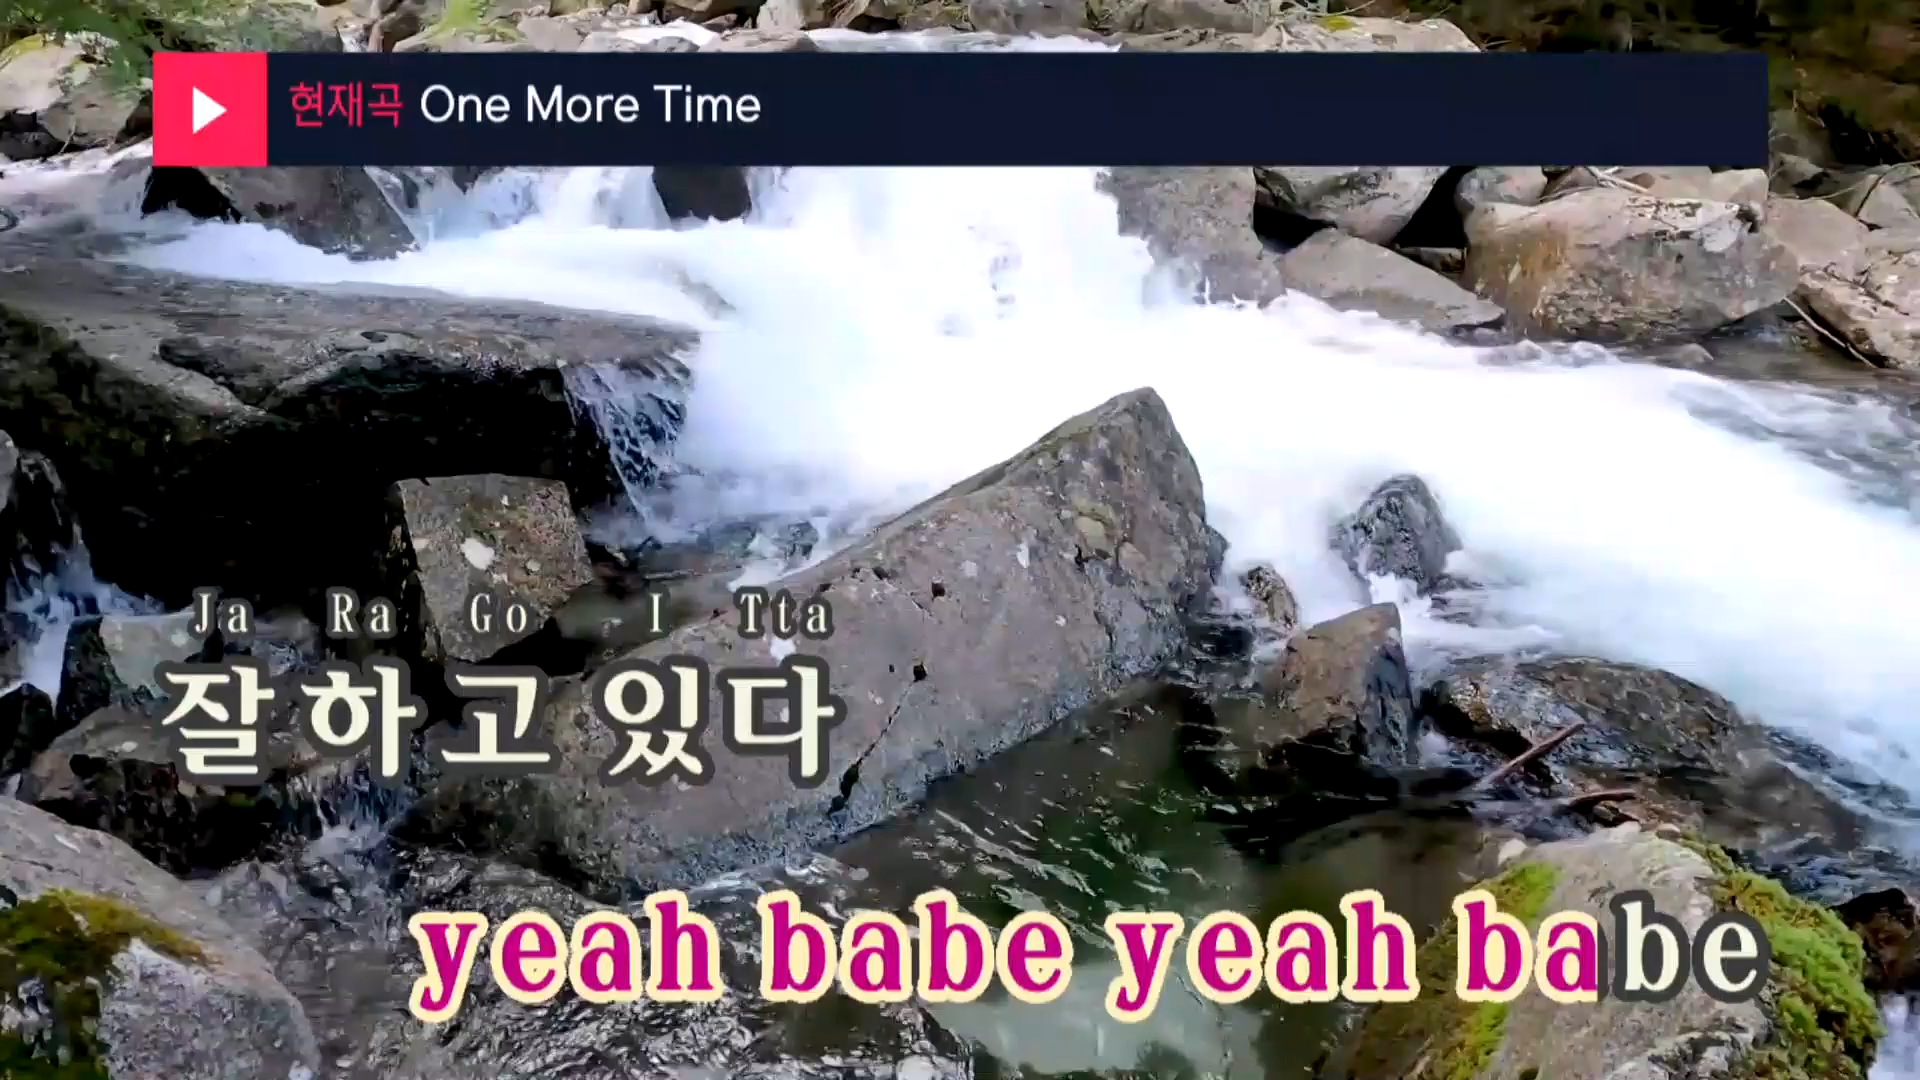 현재곡 One More Time
Ja Ra Go I Tta
잘하고 있다
yeah babe yeah babe